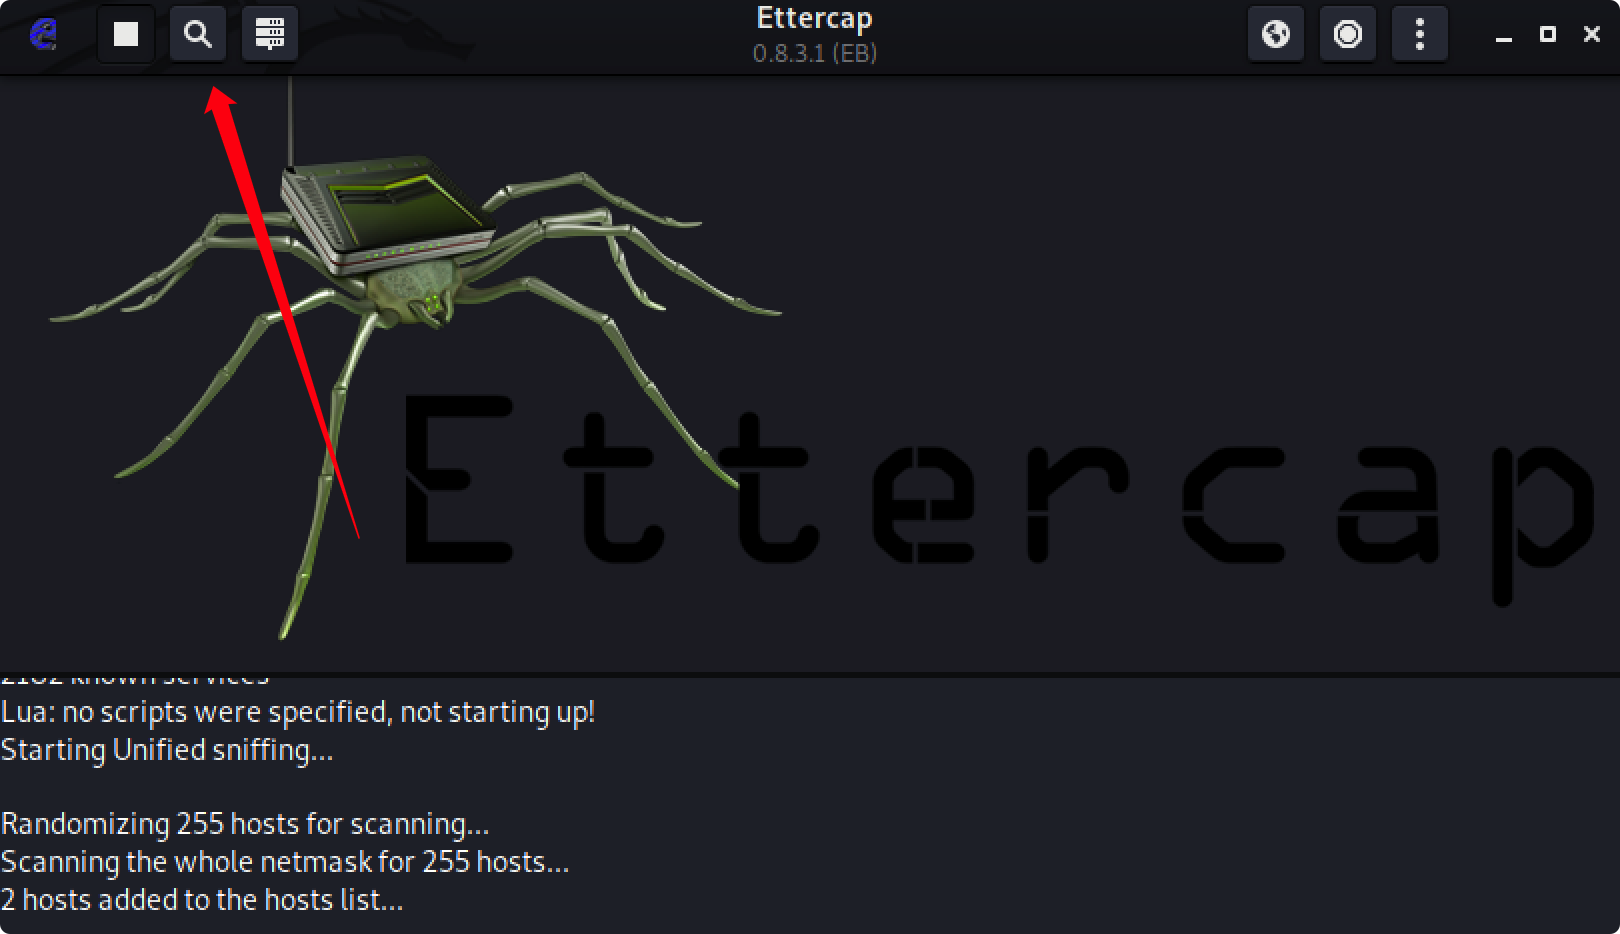 Ettercap
0.8.3.1 (EB)
Ettercap
2182 known services
Lua: no scripts were specified, not starting up!
Starting Unified sniffing...
Randomizing 255 hosts for scanning...
Scanning the whole netmask for 255 hosts...
2 hosts added to the hosts list...